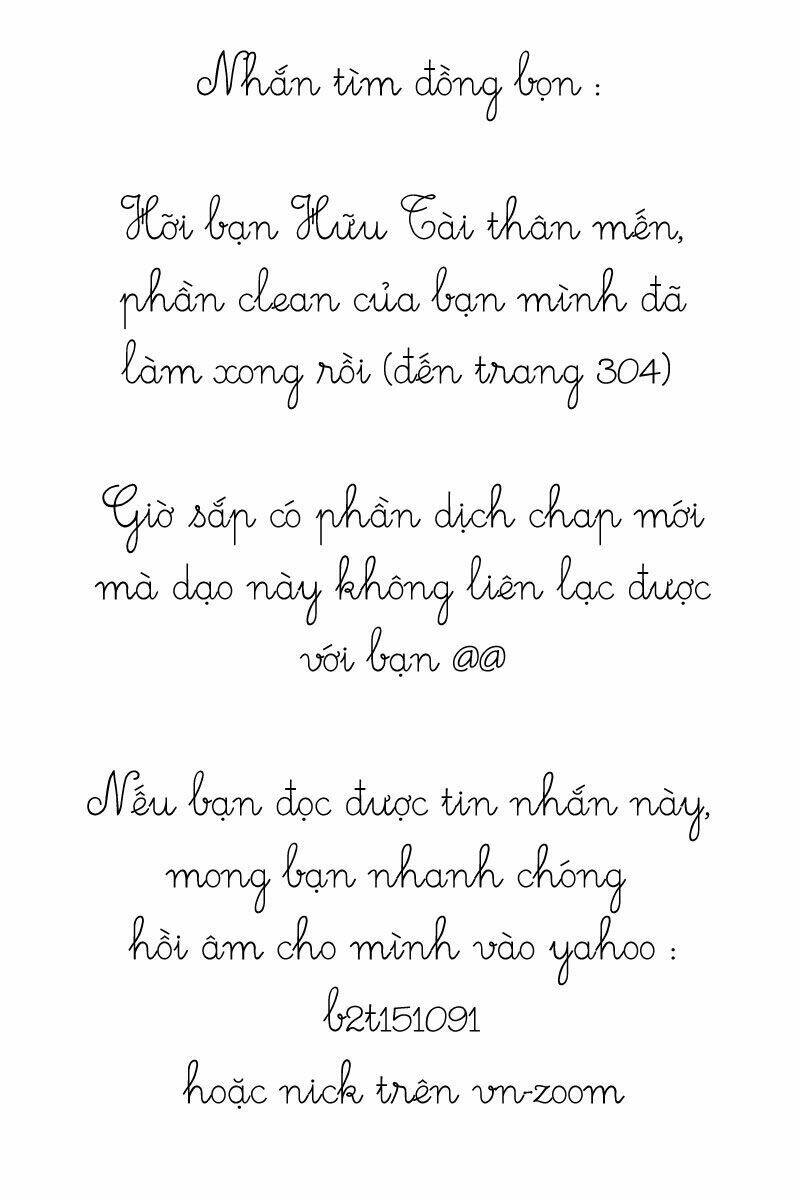 Nhắn tìm đồng bọn :
Hỡi bạn Hữu Tài thân mến,
phần clean của bạn mình đã
làm xong rồi (đến trang 304)
Giờ sắp có phần dịch chap mới
mà dạo này không liên lạc được
với bạn @@
Nếu bạn đọc được tin nhắn này,
mong bạn nhanh chóng
hồi âm cho mình vào yahoo :
b2t151091
hoặc nick trên vn-zoom